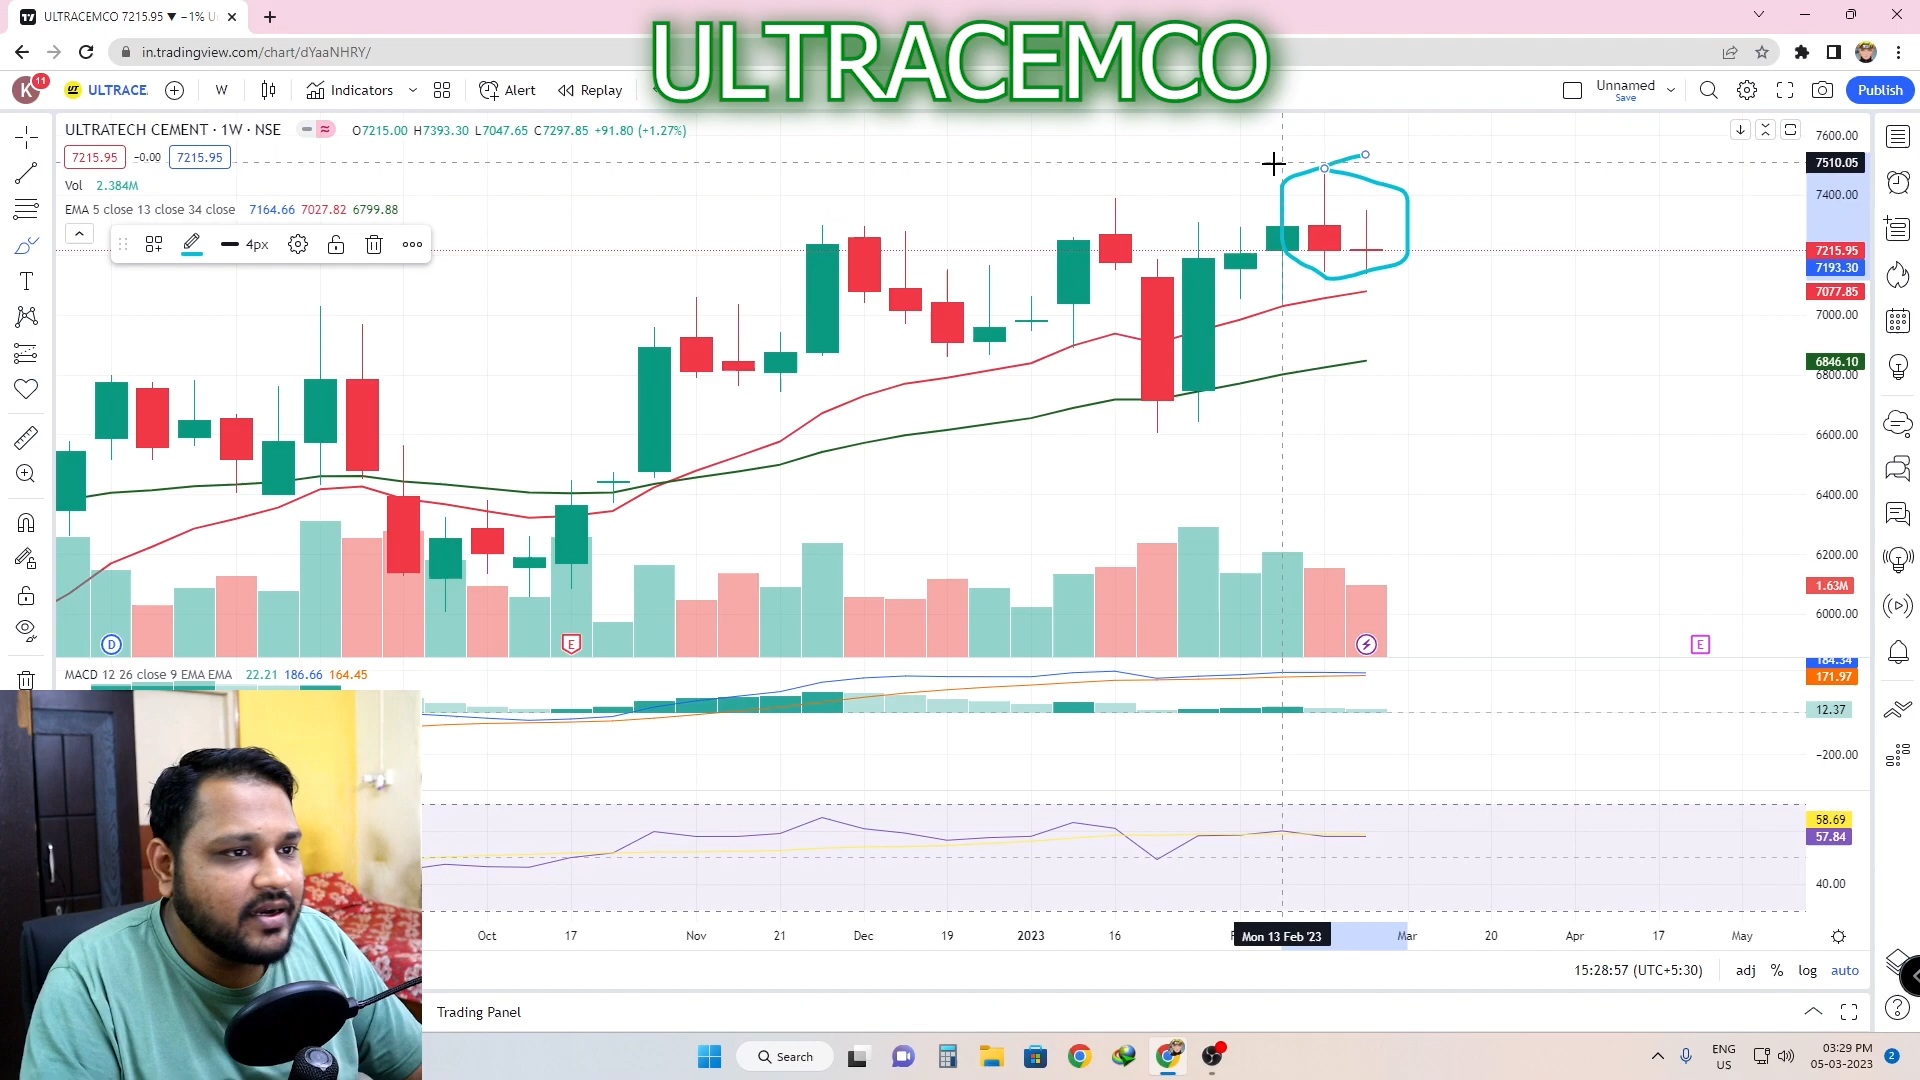 ULTRACEMCO 7215.95 ▼ −1% U
in.tradingview.com/chart/dYaaNHRY/
ULTRACEMCO
K 11
ULTRACE
W
Indicators
Alert
Replay
Unnamed
Save
Publish
ULTRATECH CEMENT · 1W · NSE
O7215.00 H7393.30 L7047.65 C7297.85 +91.80 (+1.27%)
7215.95 -0.00 7215.95
Vol 2.384M
EMA 5 close 13 close 34 close 7164.66 7027.82 6799.88
4px
7600.00
7510.05
7400.00
7215.95
7193.30
7077.85
7000.00
6846.10
6800.00
6600.00
6400.00
6200.00
1.63M
6000.00
D
E
E
MACD 12 26 close 9 EMA EMA 22.21 186.66 164.45
184.34
171.97
12.37
−200.00
58.69
57.84
40.00
Oct 17 Nov 21 Dec 19 2023 16 Mon 13 Feb '23 Mar 20 Apr 17 May
15:28:57 (UTC+5:30) adj % log auto
Trading Panel
Search
ENG
US
03:29 PM
05-03-2023
2